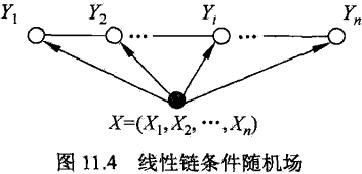 Y1 Y2 ... Yi ... Yn
X=(X1, X2, ..., Xn)
图 11.4 线性链条件随机场